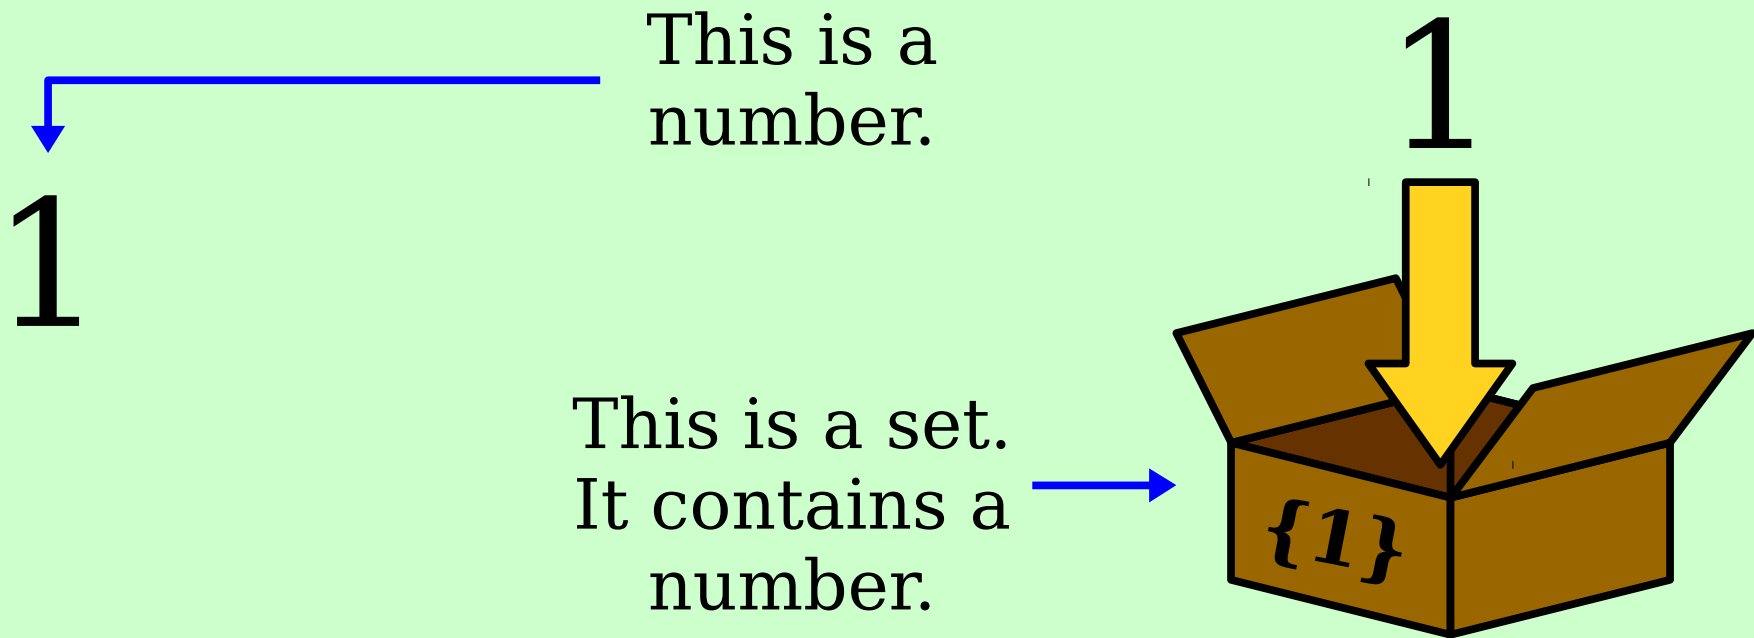 This is a
number.
1
1
This is a set.
It contains a
number.
{1}